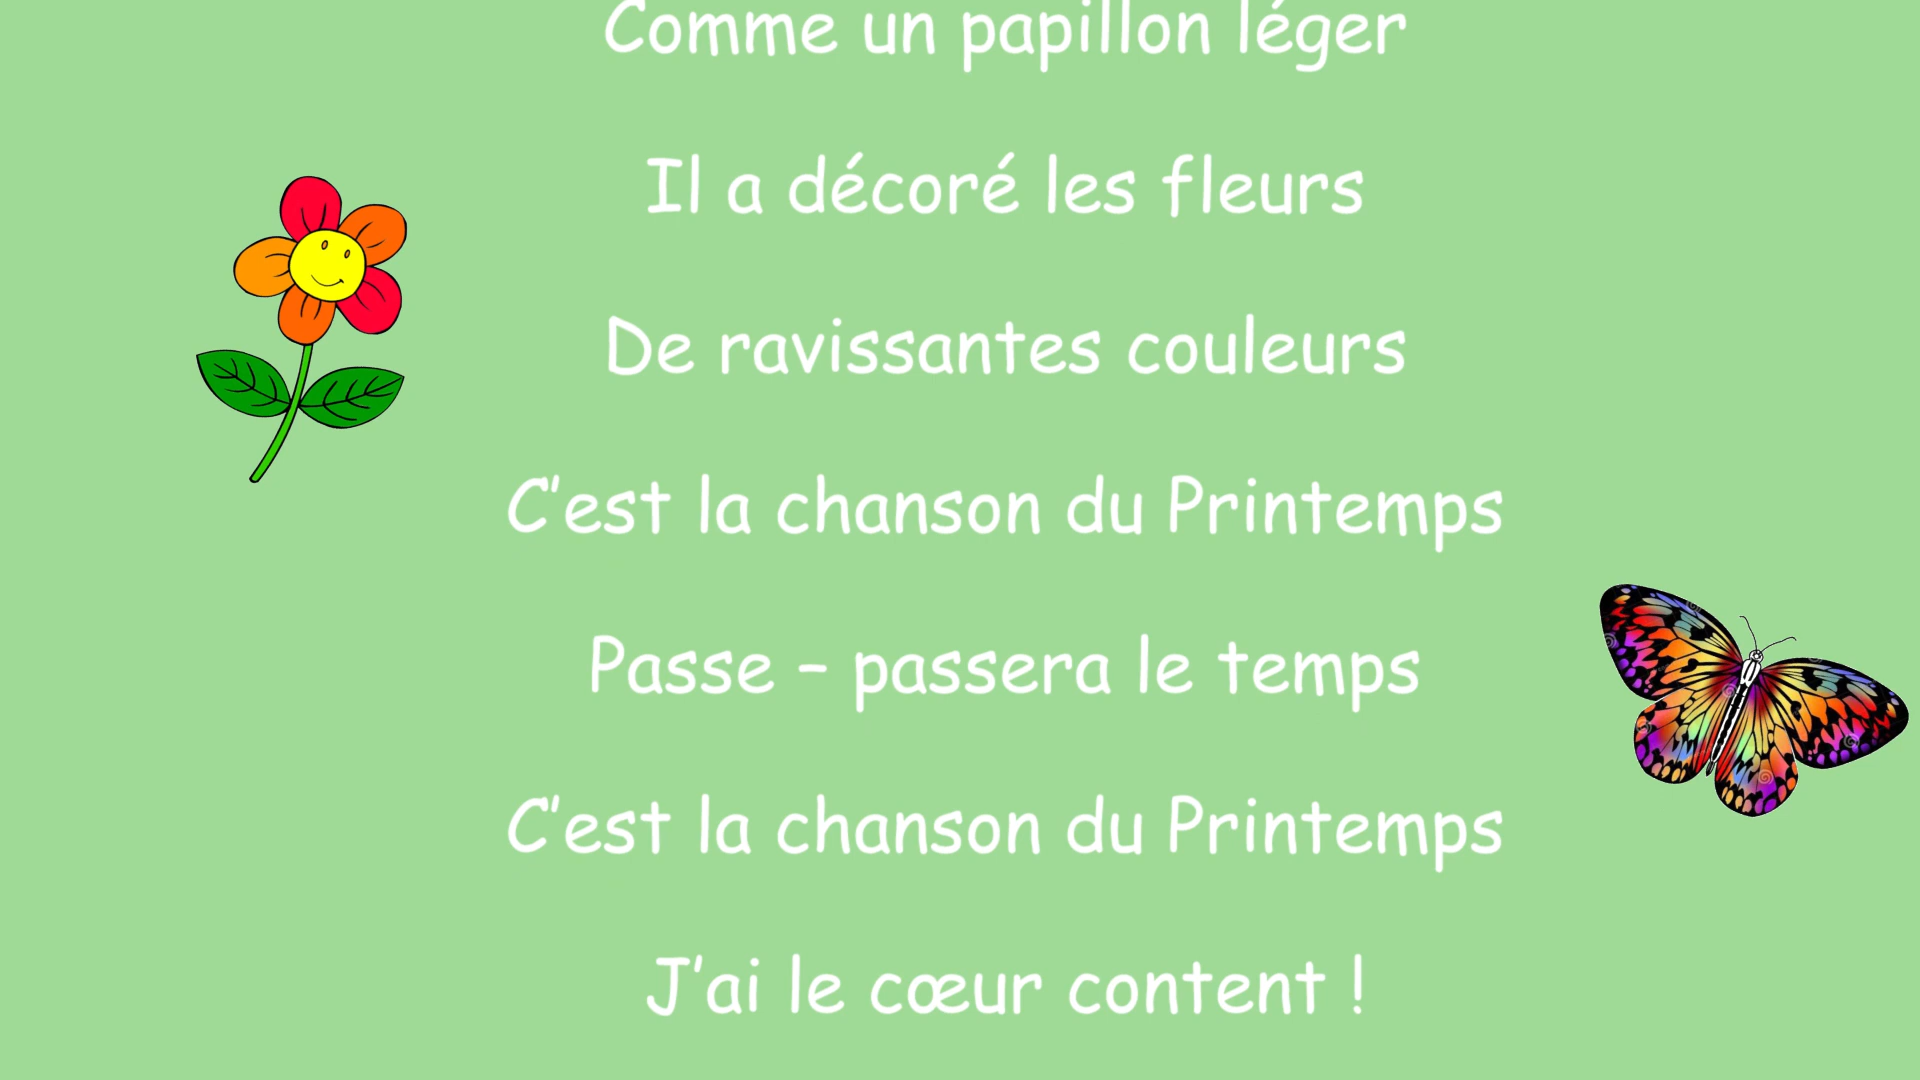 Comme un papillon léger
Il a décoré les fleurs
De ravissantes couleurs
C'est la chanson du Printemps
Passe – passera le temps
C'est la chanson du Printemps
J'ai le cœur content !